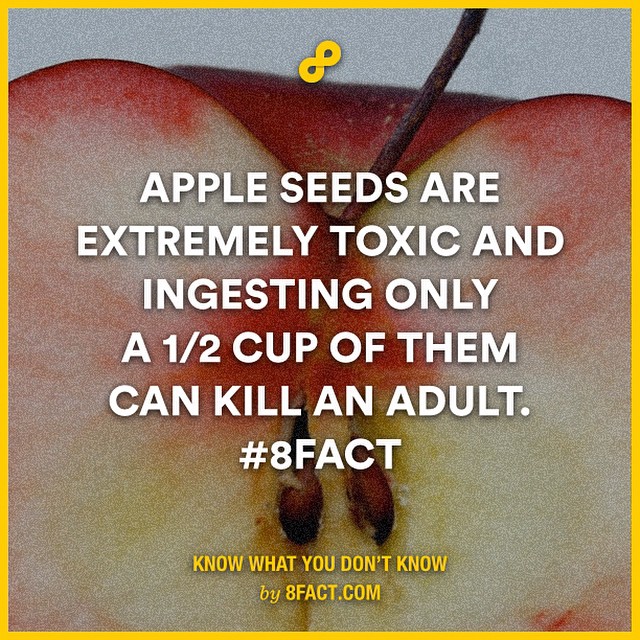 APPLE SEEDS ARE
EXTREMELY TOXIC AND
INGESTING ONLY
A 1/2 CUP OF THEM
CAN KILL AN ADULT.
#8FACT
KNOW WHAT YOU DON'T KNOW
by 8FACT.COM